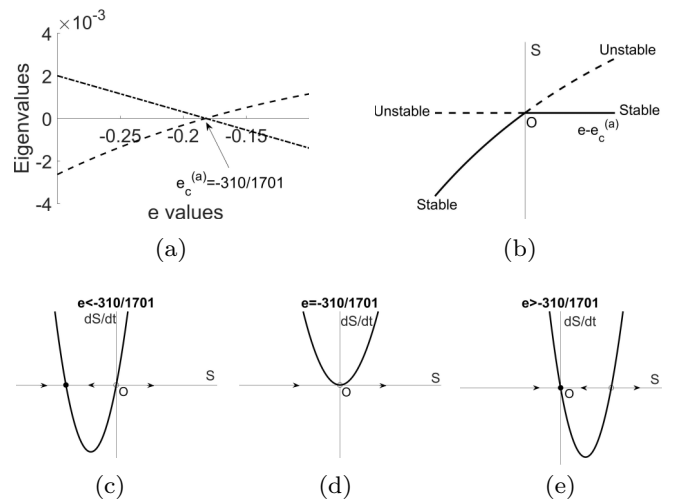 ×10⁻³
4
2
0
-2
-4
-0.25
-0.2
-0.15
Eigenvalues
e_c^(a)=-310/1701
e values
(a)
S
Unstable
Unstable
Stable
O
e-e_c^(a)
Stable
(b)
e<-310/1701
dS/dt
S
O
(c)
e=-310/1701
dS/dt
S
O
(d)
e>-310/1701
dS/dt
S
O
(e)